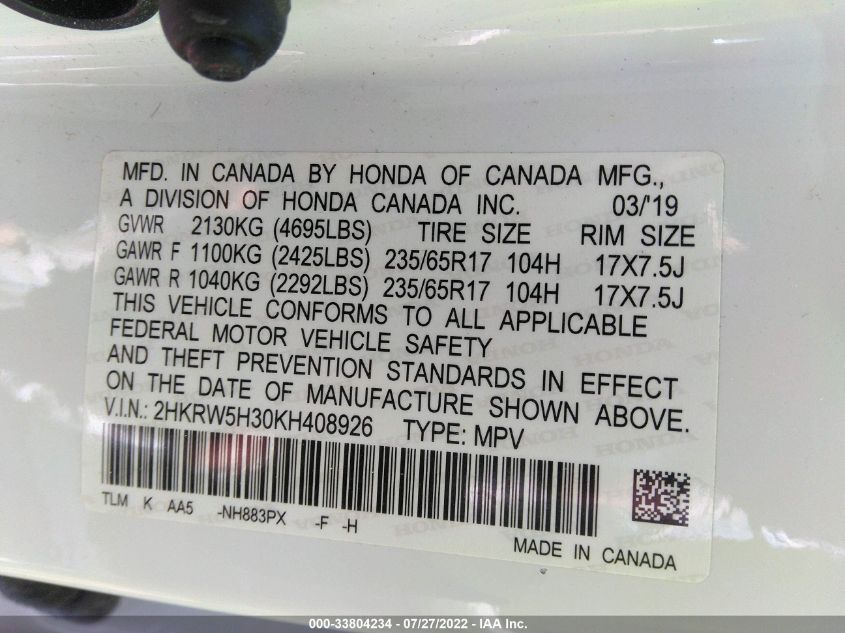 MFD. IN CANADA BY HONDA OF CANADA MFG.,
A DIVISION OF HONDA CANADA INC. 03/'19
GVWR 2130KG (4695LBS) TIRE SIZE RIM SIZE
GAWR F 1100KG (2425LBS) 235/65R17 104H 17X7.5J
GAWR R 1040KG (2292LBS) 235/65R17 104H 17X7.5J
THIS VEHICLE CONFORMS TO ALL APPLICABLE
FEDERAL MOTOR VEHICLE SAFETY
AND THEFT PREVENTION STANDARDS IN EFFECT
ON THE DATE OF MANUFACTURE SHOWN ABOVE.
V.I.N.: 2HKRW5H30KH408926 TYPE: MPV
TLM K AA5 -NH883PX -F -H
MADE IN CANADA
000-33804234 - 07/27/2022 - IAA Inc.